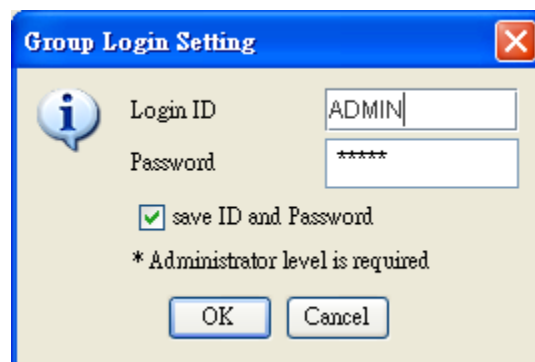 Group Login Setting
Login ID
ADMIN
Password
*****
save ID and Password
* Administrator level is required
OK
Cancel